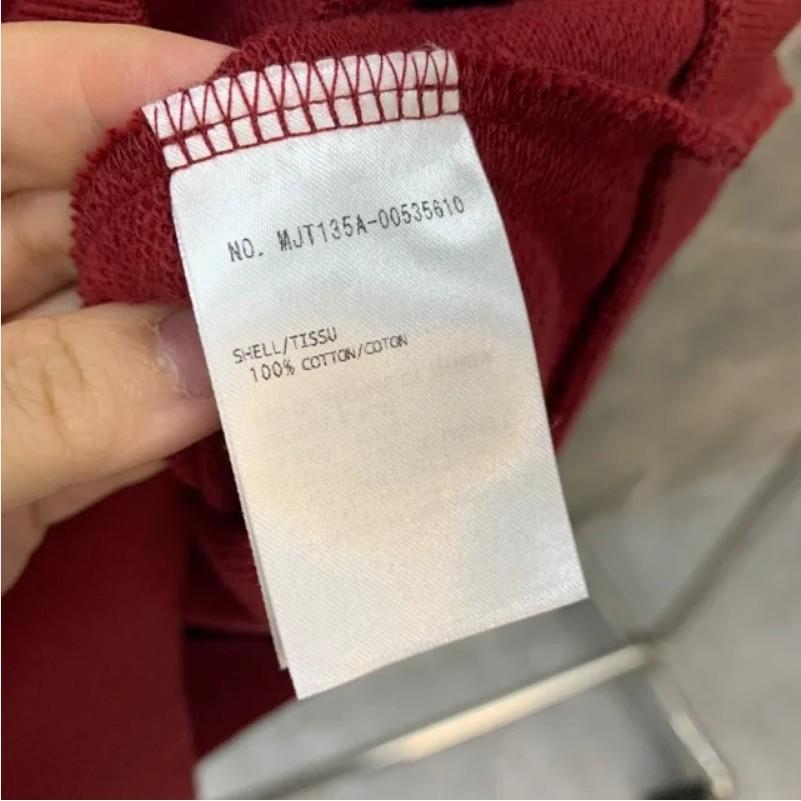 NO. MJT135A-00535610
SHELL/TISSU
100% COTTON/COTON